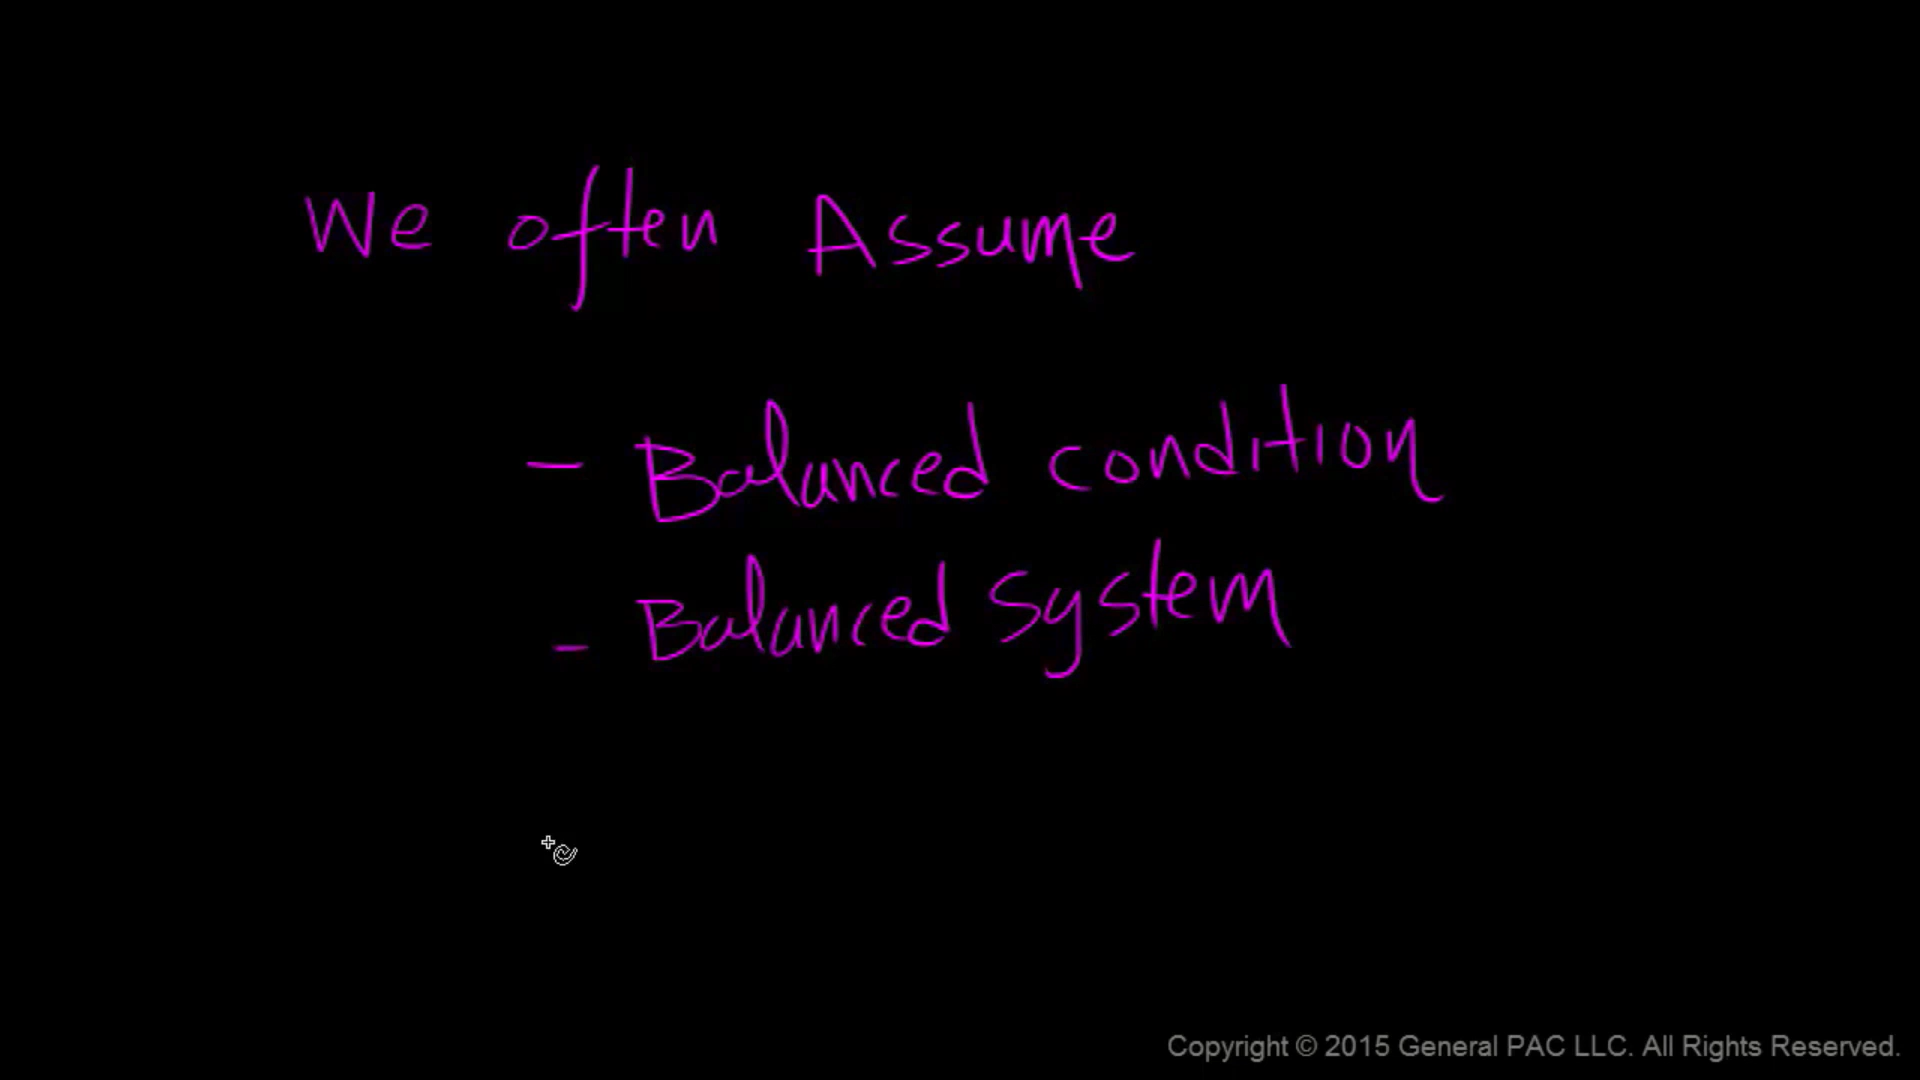 We often Assume
- Balanced condition
- Balanced System
Copyright © 2015 General PAC LLC. All Rights Reserved.